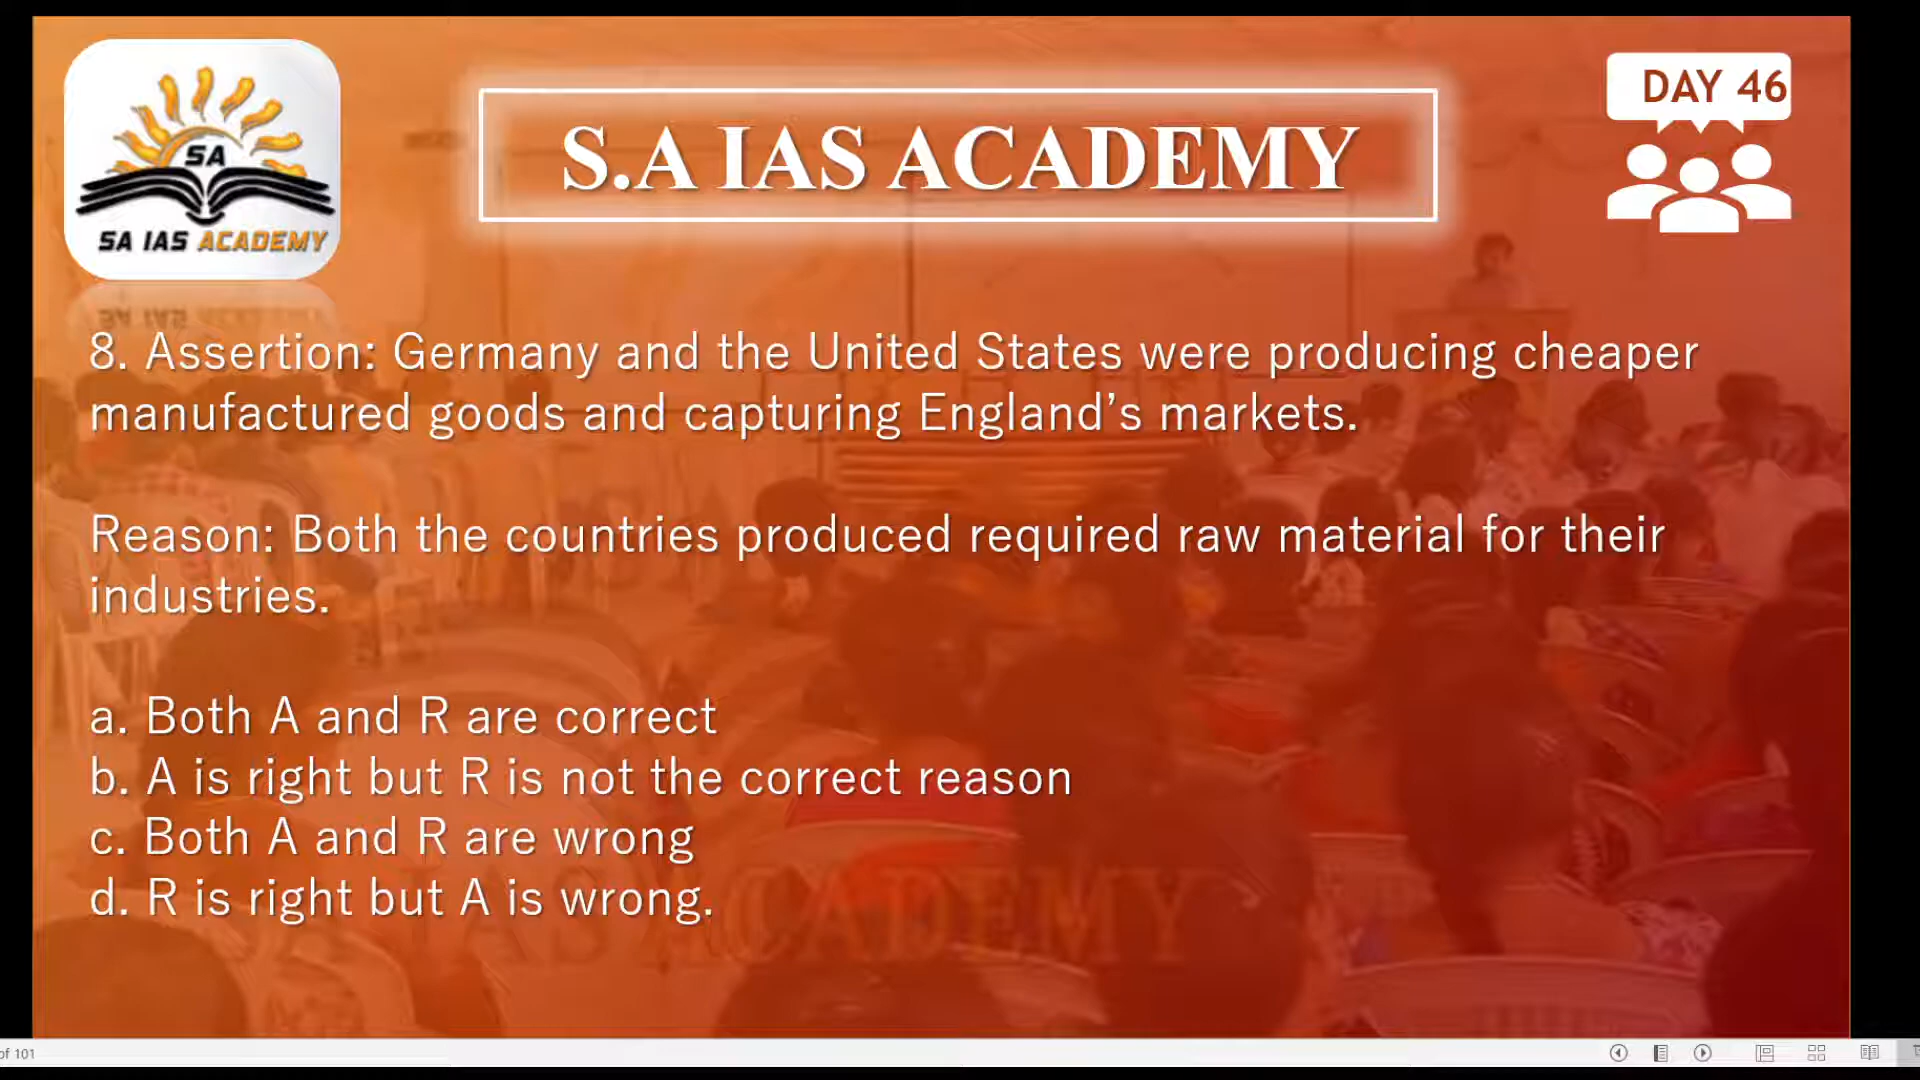 DAY 46
S.A IAS ACADEMY
SA
SA IAS ACADEMY
8. Assertion: Germany and the United States were producing cheaper
manufactured goods and capturing England’s markets.
Reason: Both the countries produced required raw material for their
industries.
a. Both A and R are correct
b. A is right but R is not the correct reason
c. Both A and R are wrong
d. R is right but A is wrong.
IAS ACADEMY
of 101